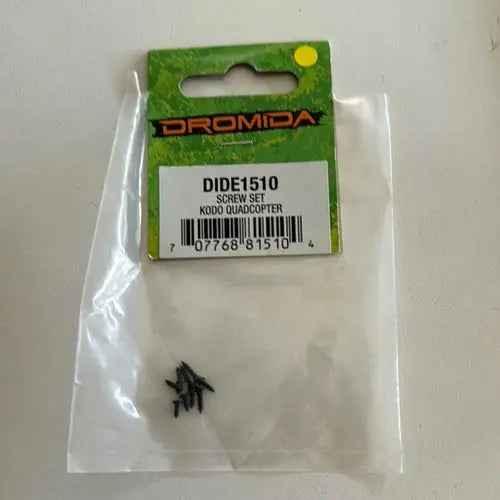 DROMIDA
DIDE1510
SCREW SET
KODO QUADCOPTER
7 07768 81510 4